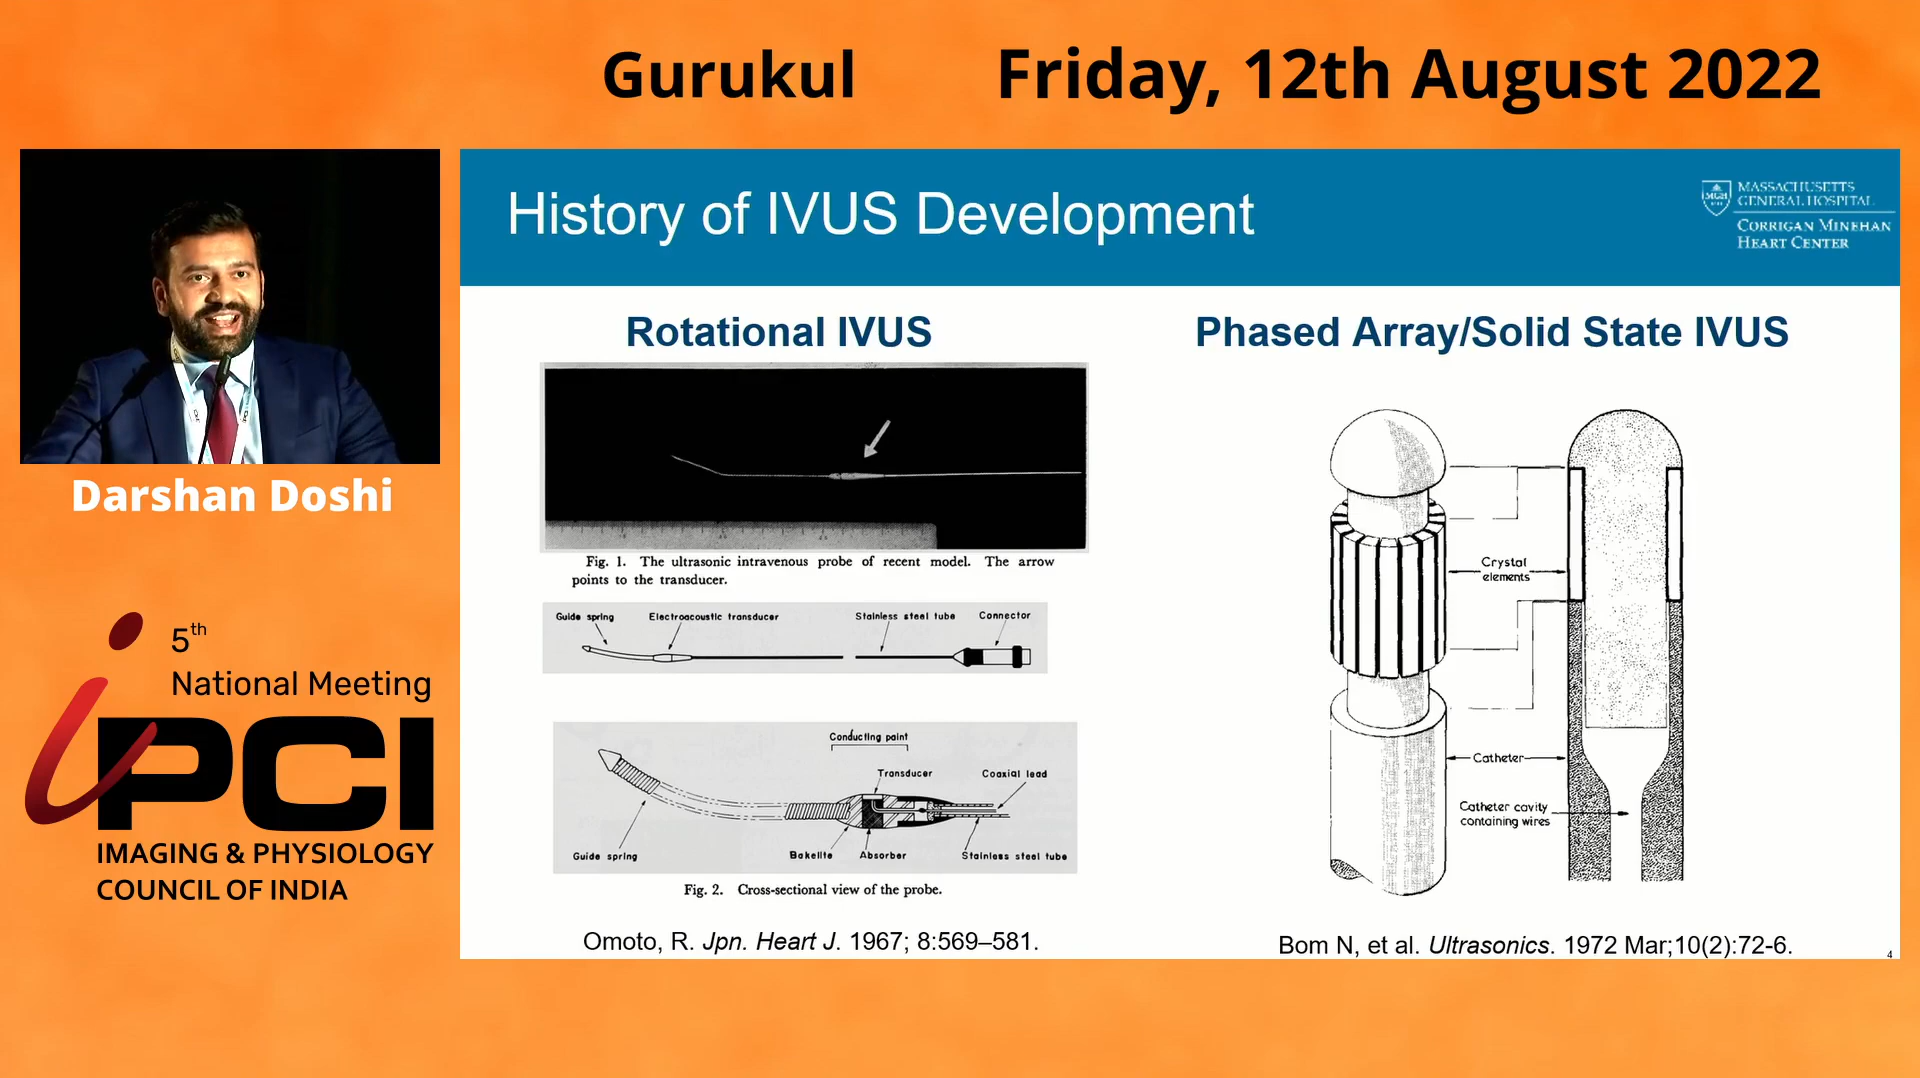 Gurukul
Friday, 12th August 2022
Darshan Doshi
5th
National Meeting
iPCI
IMAGING & PHYSIOLOGY
COUNCIL OF INDIA
History of IVUS Development
MGH
1811
MASSACHUSETTS
GENERAL HOSPITAL
CORRIGAN MINEHAN
HEART CENTER
Rotational IVUS
Fig. 1. The ultrasonic intravenous probe of recent model. The arrow
points to the transducer.
Guide spring
Electroacoustic transducer
Stainless steel tube
Connector
Conducting paint
Transducer
Coaxial lead
Guide spring
Bakelite
Absorber
Stainless steel tube
Fig. 2. Cross-sectional view of the probe.
Omoto, R. Jpn. Heart J. 1967; 8:569–581.
Phased Array/Solid State IVUS
Crystal
elements
Catheter
Catheter cavity
containing wires
Bom N, et al. Ultrasonics. 1972 Mar;10(2):72-6.
4